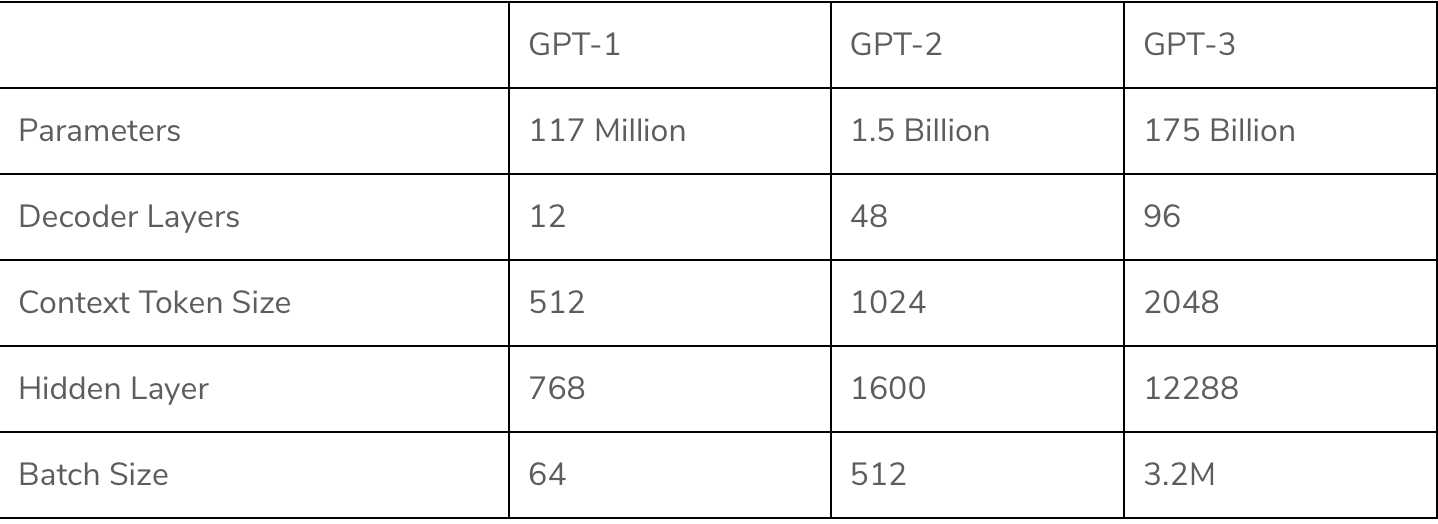 GPT-1 GPT-2 GPT-3
Parameters 117 Million 1.5 Billion 175 Billion
Decoder Layers 12 48 96
Context Token Size 512 1024 2048
Hidden Layer 768 1600 12288
Batch Size 64 512 3.2M